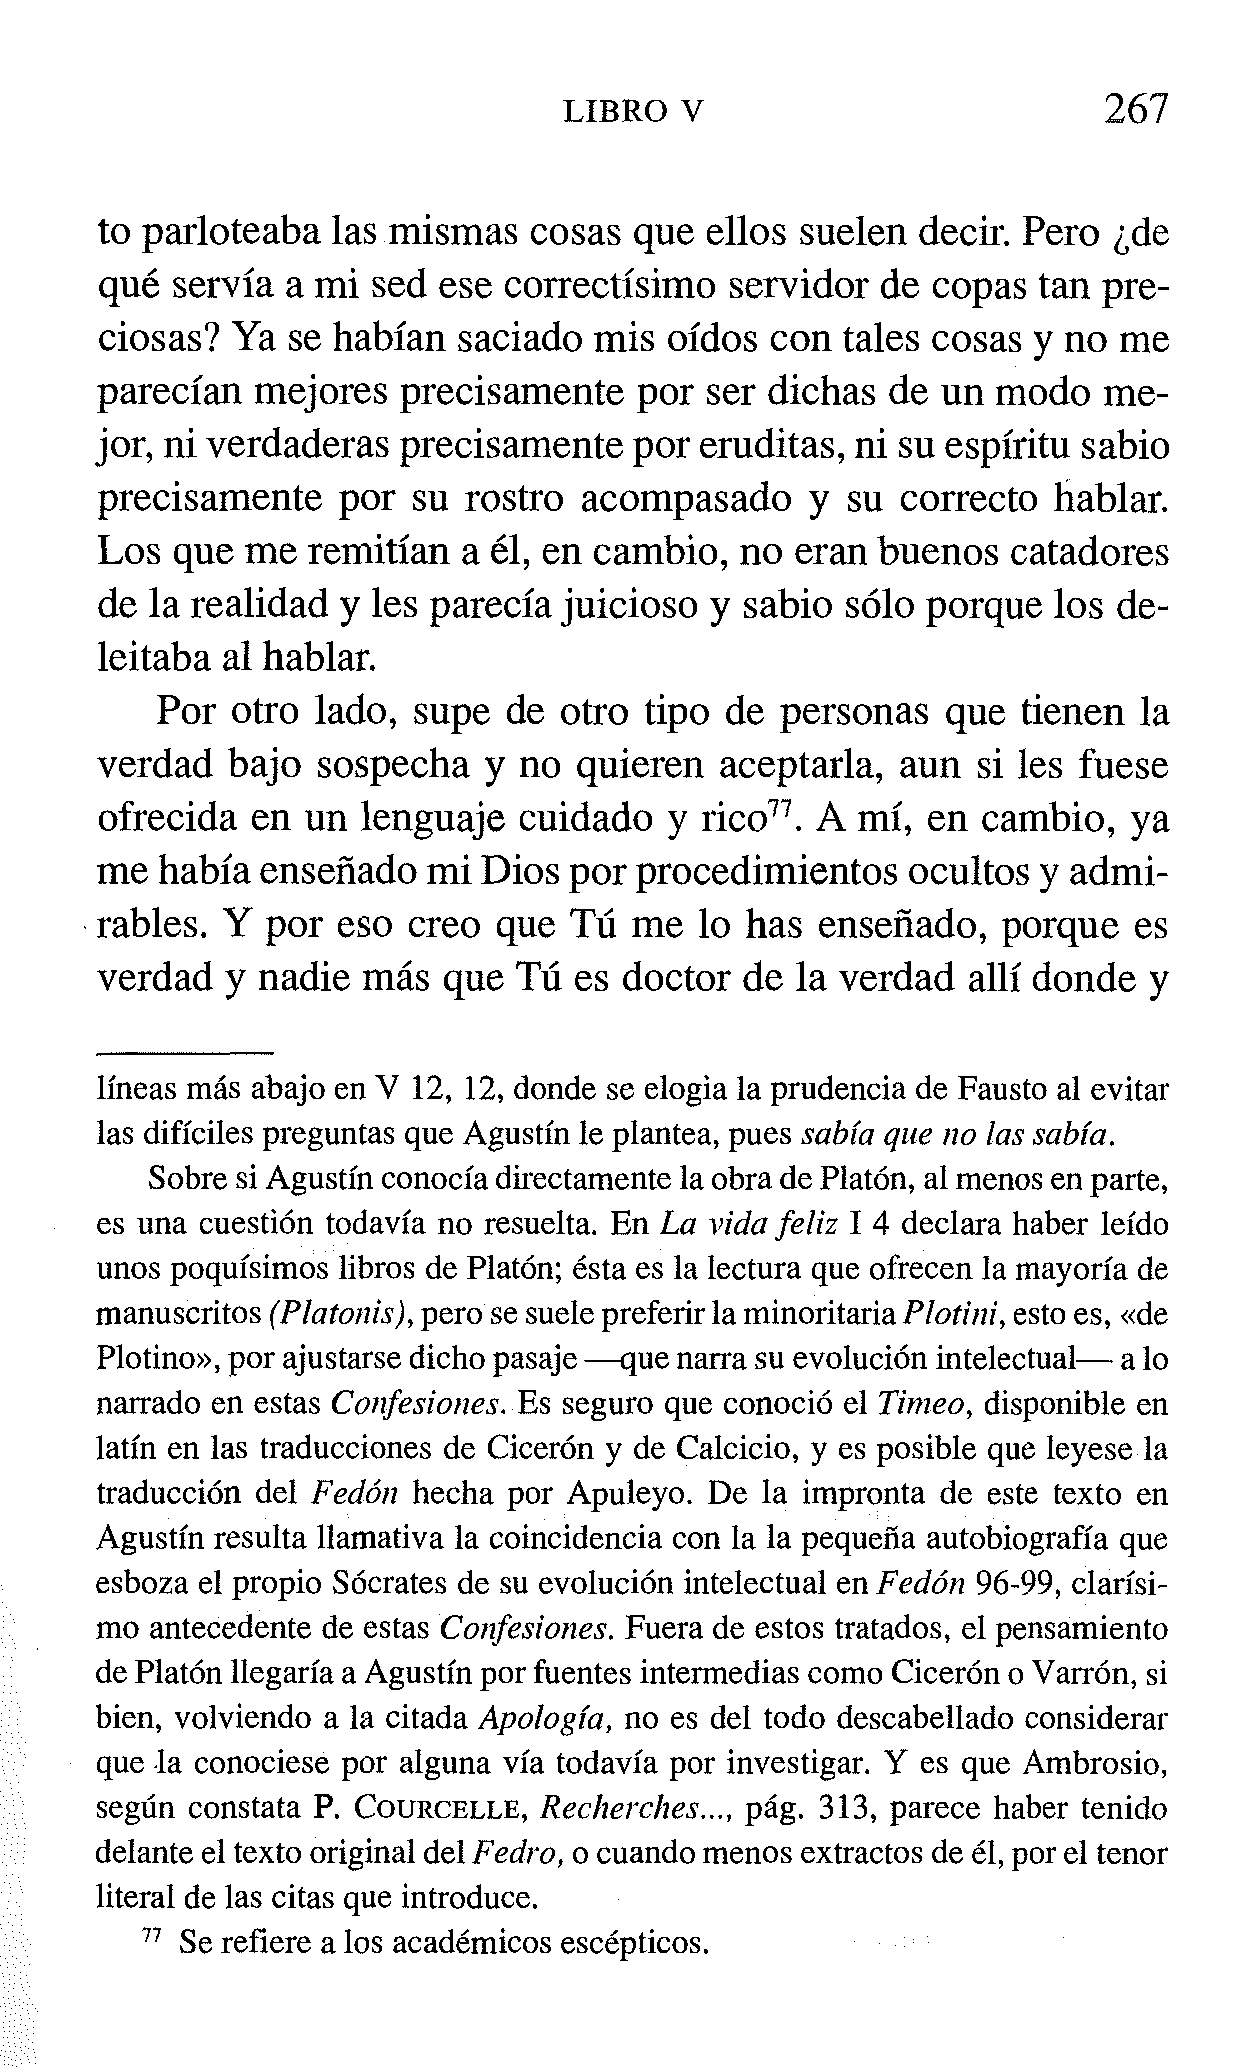 LIBRO V 267
to parloteaba las mismas cosas que ellos suelen decir. Pero ¿de
qué servía a mi sed ese correctísimo servidor de copas tan pre-
ciosas? Ya se habían saciado mis oídos con tales cosas y no me
parecían mejores precisamente por ser dichas de un modo me-
jor, ni verdaderas precisamente por eruditas, ni su espíritu sabio
precisamente por su rostro acompasado y su correcto hablar.
Los que me remitían a él, en cambio, no eran buenos catadores
de la realidad y les parecía juicioso y sabio sólo porque los de-
leitaba al hablar.
Por otro lado, supe de otro tipo de personas que tienen la
verdad bajo sospecha y no quieren aceptarla, aun si les fuese
ofrecida en un lenguaje cuidado y rico⁷⁷. A mí, en cambio, ya
me había enseñado mi Dios por procedimientos ocultos y admi-
rables. Y por eso creo que Tú me lo has enseñado, porque es
verdad y nadie más que Tú es doctor de la verdad allí donde y
líneas más abajo en V 12, 12, donde se elogia la prudencia de Fausto al evitar
las difíciles preguntas que Agustín le plantea, pues sabía que no las sabía.
Sobre si Agustín conocía directamente la obra de Platón, al menos en parte,
es una cuestión todavía no resuelta. En La vida feliz I 4 declara haber leído
unos poquísimos libros de Platón; ésta es la lectura que ofrecen la mayoría de
manuscritos (Platonis), pero se suele preferir la minoritaria Plotini, esto es, «de
Plotino», por ajustarse dicho pasaje —que narra su evolución intelectual— a lo
narrado en estas Confesiones. Es seguro que conoció el Timeo, disponible en
latín en las traducciones de Cicerón y de Calcicio, y es posible que leyese la
traducción del Fedón hecha por Apuleyo. De la impronta de este texto en
Agustín resulta llamativa la coincidencia con la la pequeña autobiografía que
esboza el propio Sócrates de su evolución intelectual en Fedón 96-99, clarísi-
mo antecedente de estas Confesiones. Fuera de estos tratados, el pensamiento
de Platón llegaría a Agustín por fuentes intermedias como Cicerón o Varrón, si
bien, volviendo a la citada Apología, no es del todo descabellado considerar
que la conociese por alguna vía todavía por investigar. Y es que Ambrosio,
según constata P. COURCELLE, Recherches..., pág. 313, parece haber tenido
delante el texto original del Fedro, o cuando menos extractos de él, por el tenor
literal de las citas que introduce.
⁷⁷ Se refiere a los académicos escépticos.